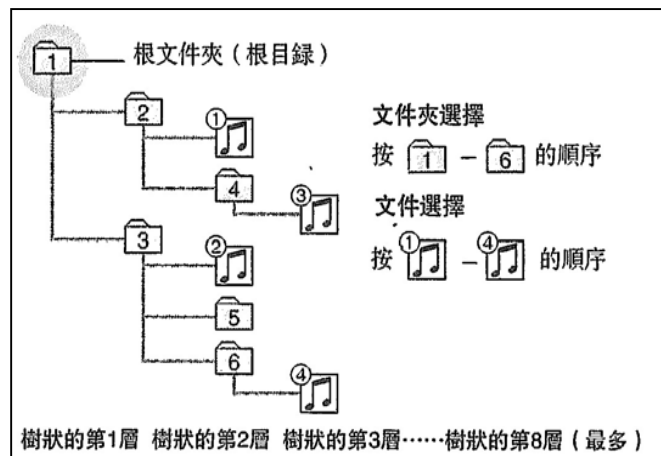 1 根文件夾（根目録）
2 ①
4 ③
3 ②
5
6 ④
文件夾選擇
按 1 – 6 的順序
文件選擇
按 ① – ④ 的順序
樹狀的第1層 樹狀的第2層 樹狀的第3層……樹狀的第8層（最多）